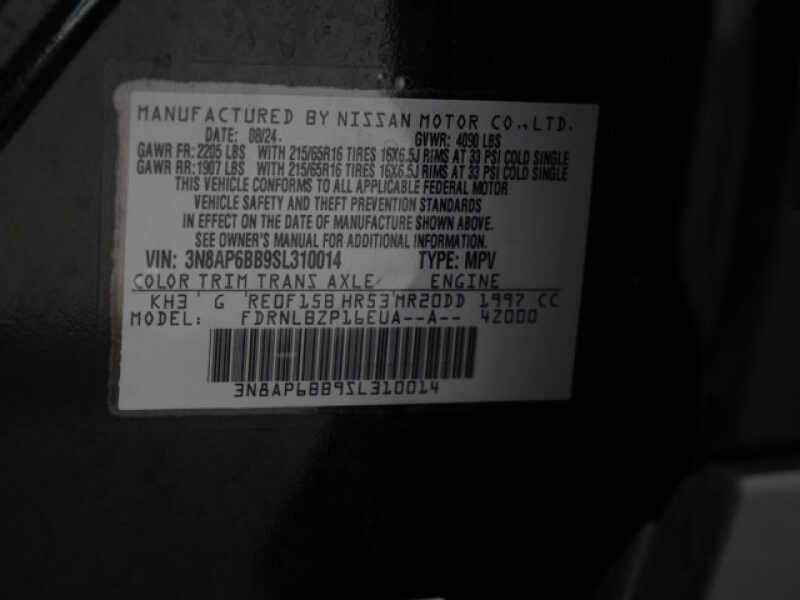 MANUFACTURED BY NISSAN MOTOR CO., LTD.
DATE: 08/24. GVWR: 4090 LBS
GAWR FR: 2205 LBS WITH 215/65R16 TIRES 16X6.5J RIMS AT 33 PSI COLD SINGLE
GAWR RR: 1907 LBS WITH 215/65R16 TIRES 16X6.5J RIMS AT 33 PSI COLD SINGLE
THIS VEHICLE CONFORMS TO ALL APPLICABLE FEDERAL MOTOR
VEHICLE SAFETY AND THEFT PREVENTION STANDARDS
IN EFFECT ON THE DATE OF MANUFACTURE SHOWN ABOVE.
SEE OWNER'S MANUAL FOR ADDITIONAL INFORMATION.
VIN: 3N8AP6BB9SL310014 TYPE: MPV
COLOR TRIM TRANS AXLE/ ENGINE
KH3 G RE0F15B HR53 MR20DD 1997 CC
MODEL: FDRNLBZP16EUA--A-- 4Z000
3N8AP6BB9SL310014